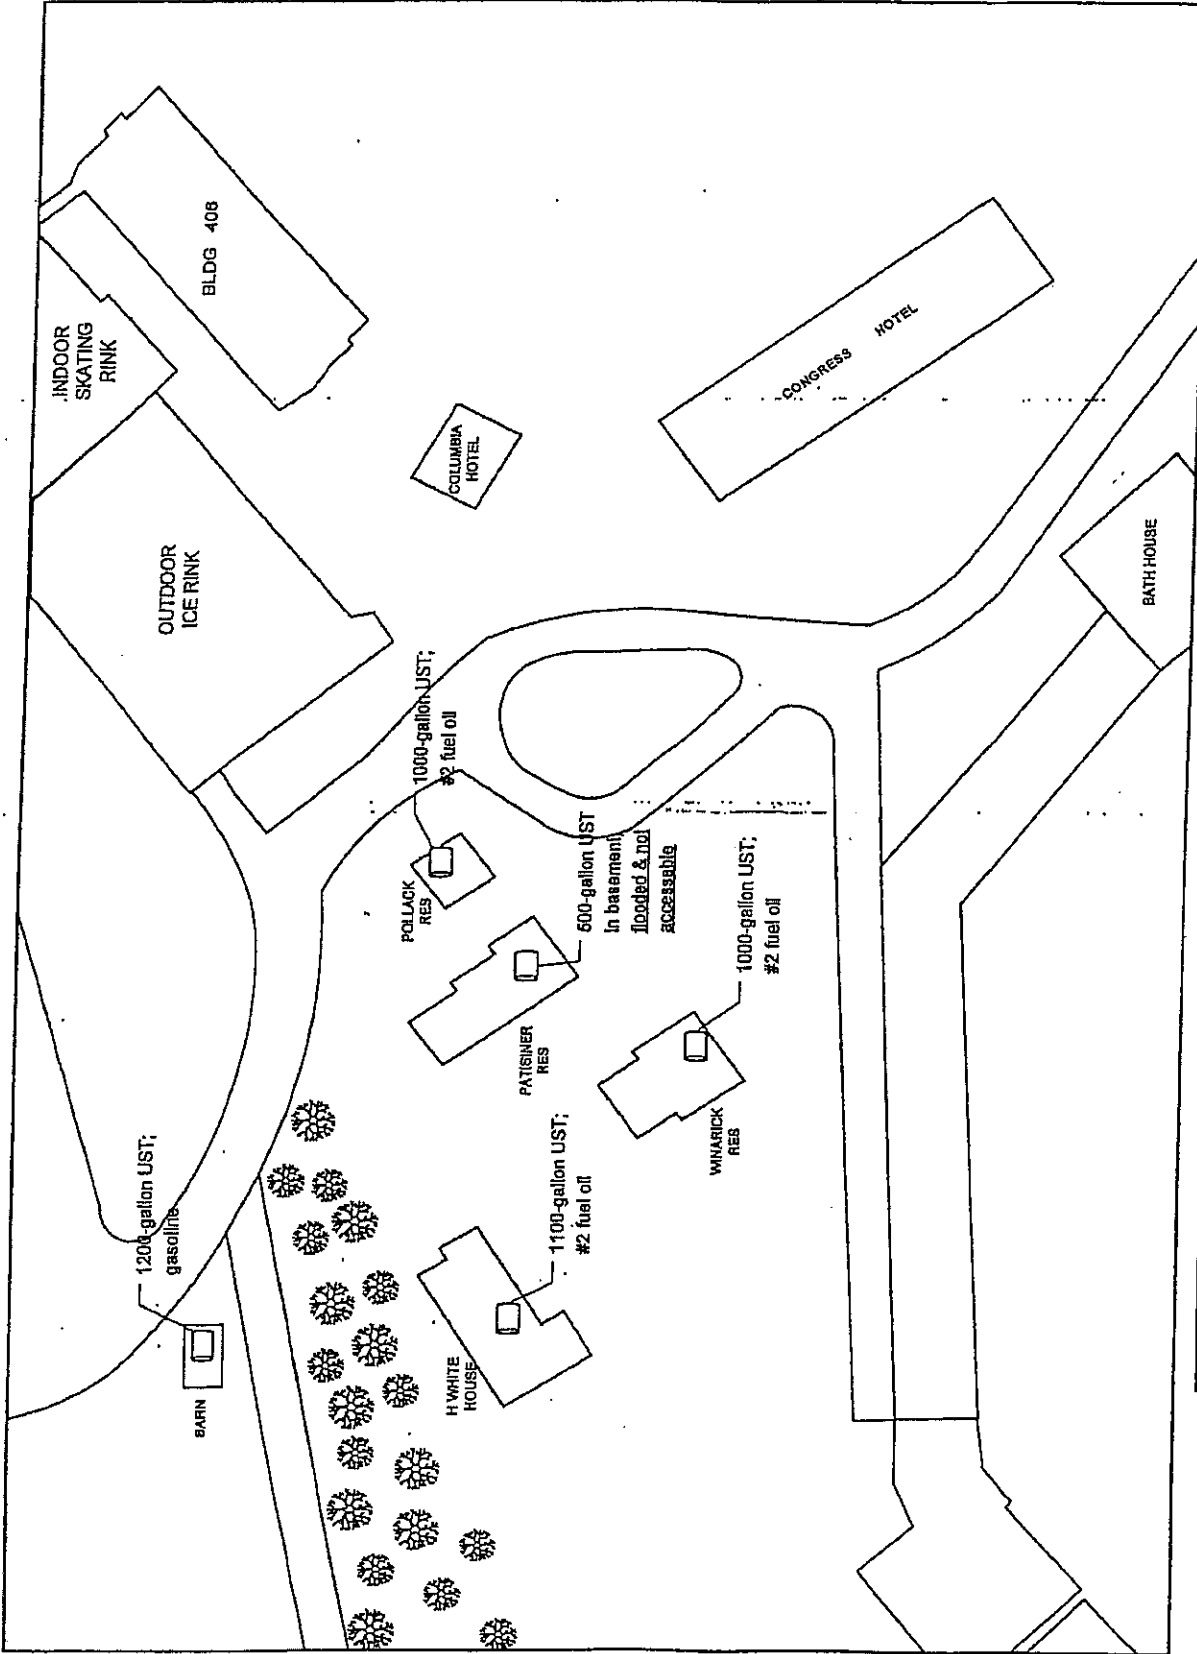 .INDOOR
SKATING
RINK
BLDG 406
OUTDOOR
ICE RINK
COLUMBIA
HOTEL
CONGRESS HOTEL
BATH HOUSE
1000-gallon UST;
#2 fuel oil
POLLACK
RES
600-gallon UST
In basement;
flooded & not
accessable
PATISINER
RES
1000-gallon UST;
#2 fuel oil
WINARICK
RES
1200-gallon UST;
gasoline
BARN
1100-gallon UST;
#2 fuel oil
H WHITE
HOUSE